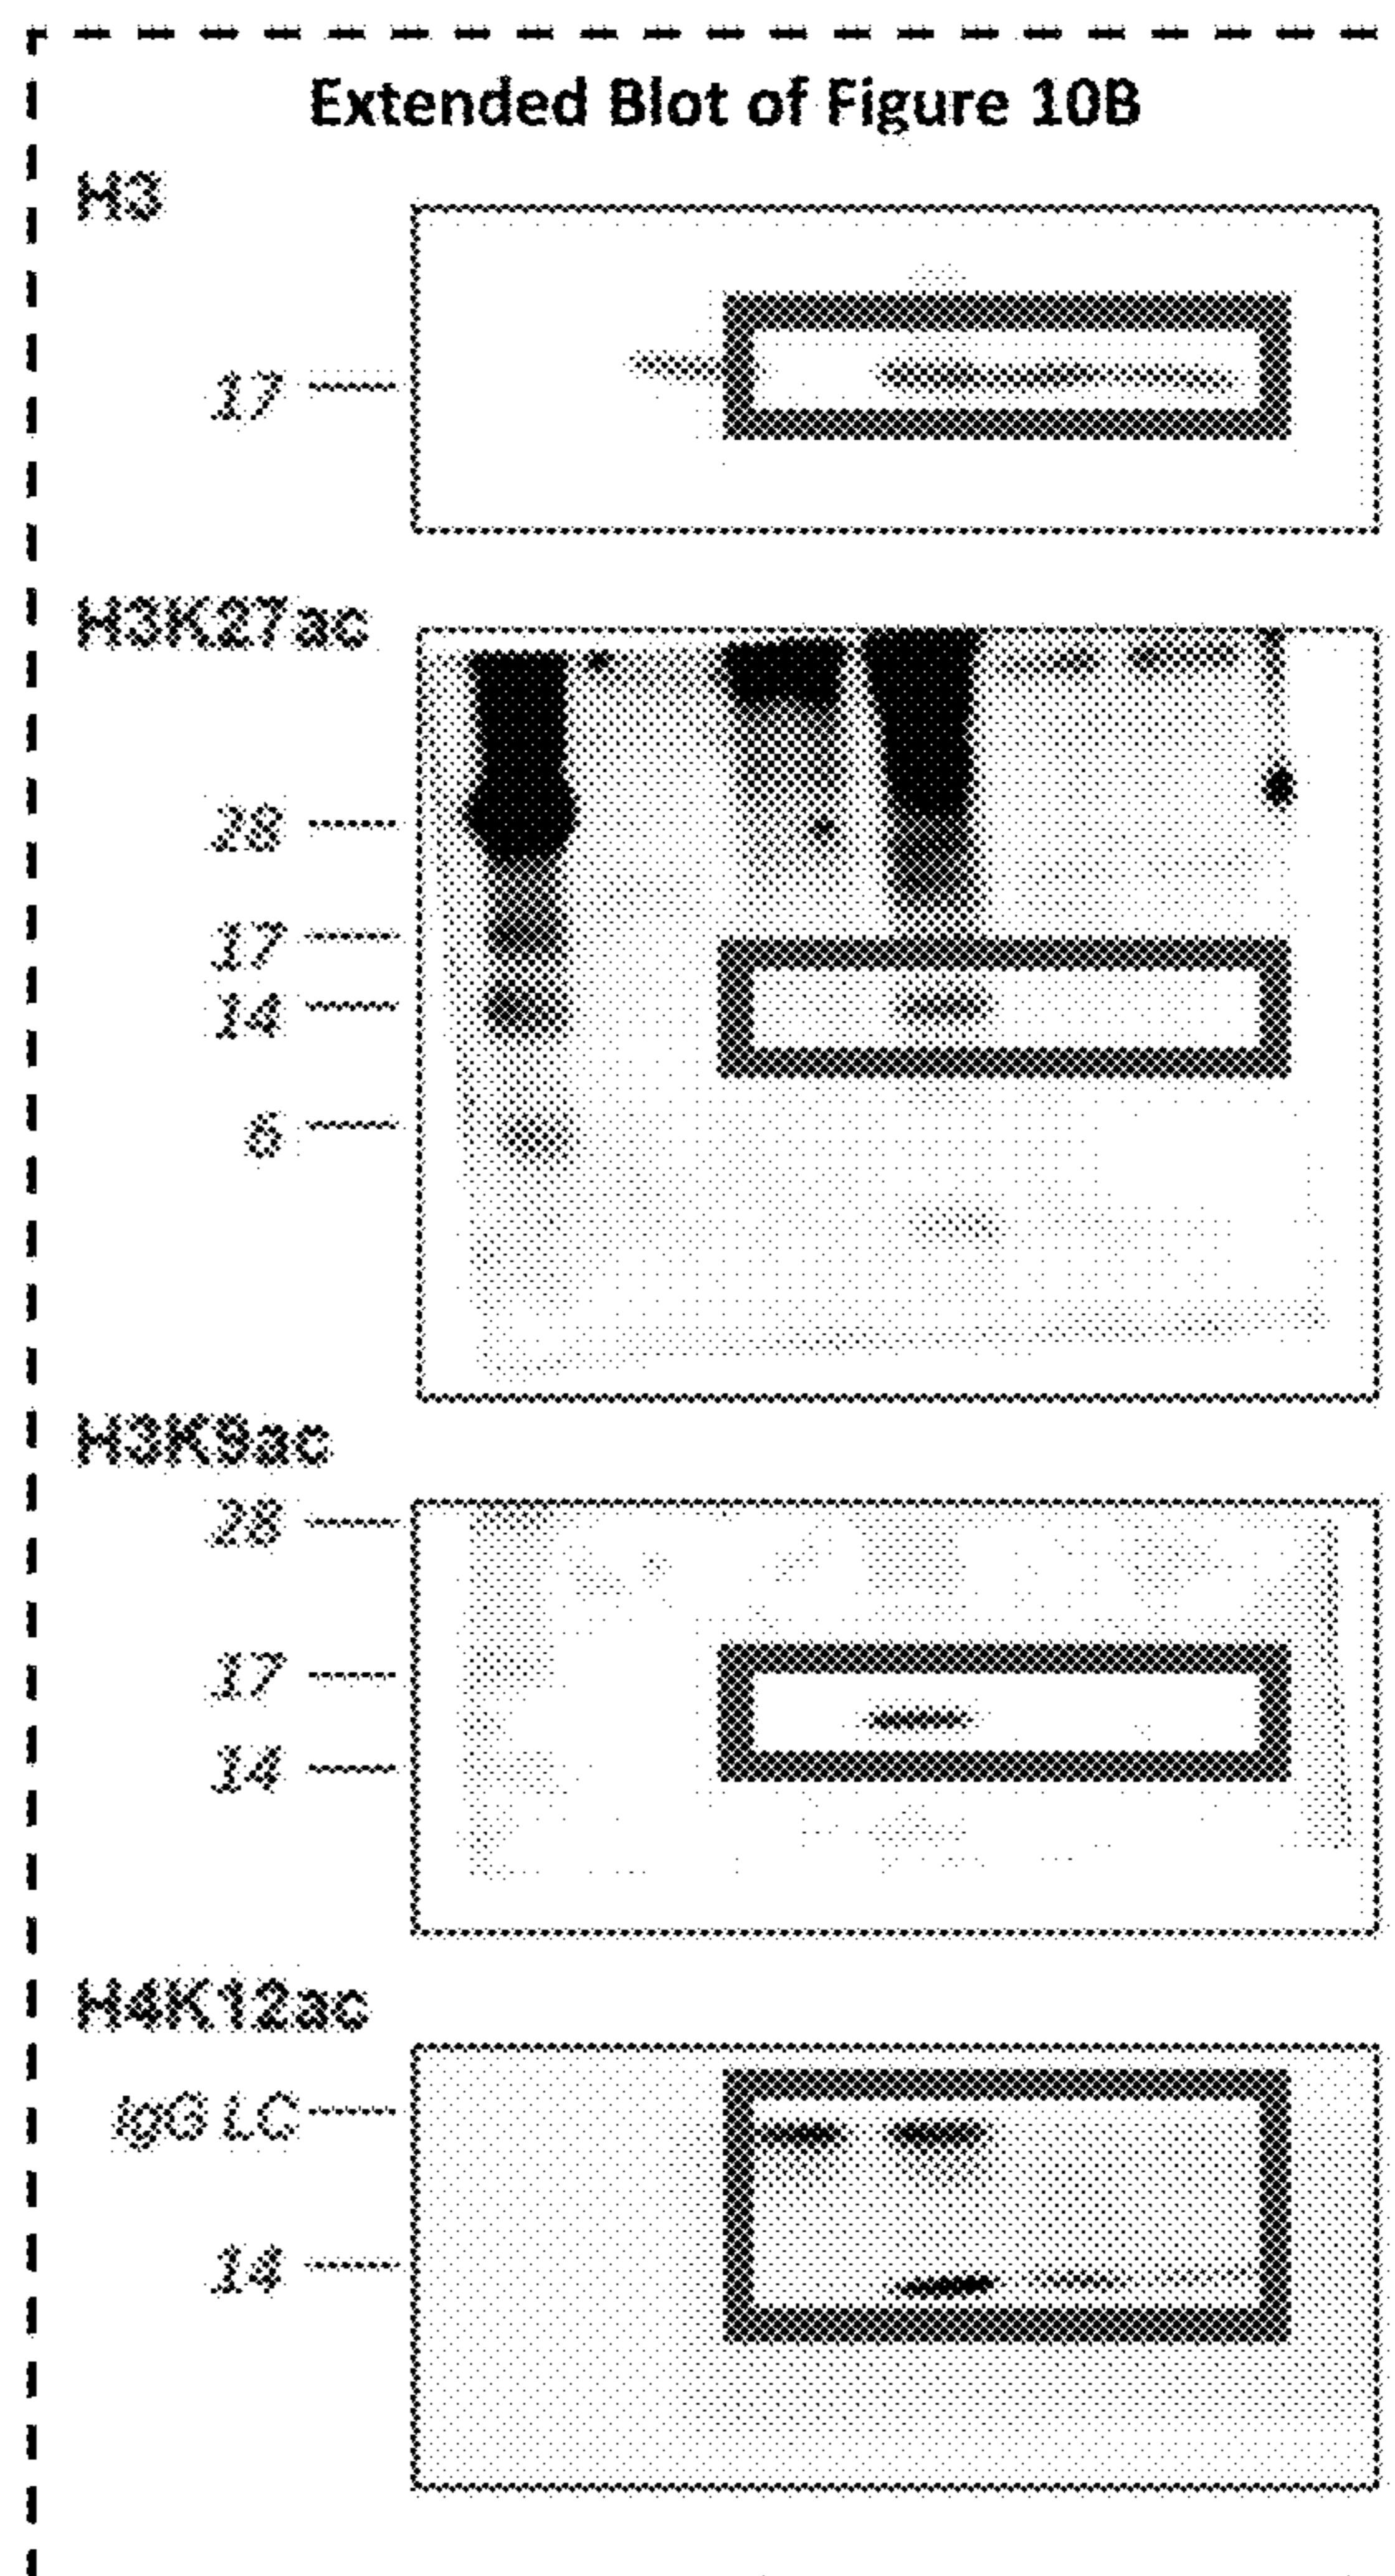 Extended Blot of Figure 10B
H3
17
H3K27ac
28
17
14
6
H3K9ac
28
17
14
H4K12ac
IgG LC
14